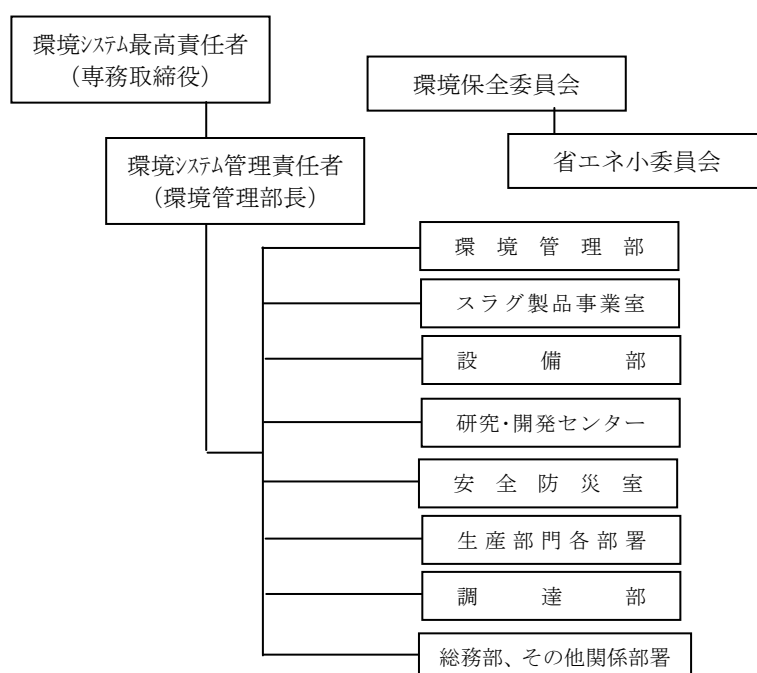 環境ｼｽﾃﾑ最高責任者
（専務取締役）
環境保全委員会
省エネ小委員会
環境ｼｽﾃﾑ管理責任者
（環境管理部長）
環境管理部
スラグ製品事業室
設備部
研究・開発センター
安全防災室
生産部門各部署
調達部
総務部、その他関係部署